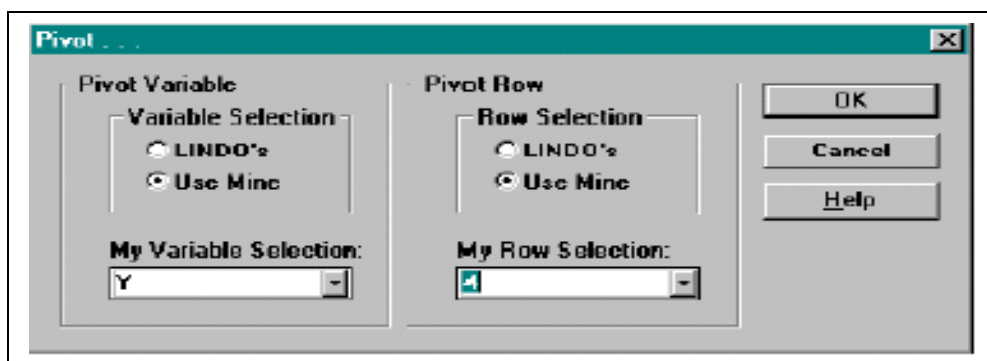 Pivot . . .
Pivot Variable
Variable Selection
LINDO's
Use Mine
My Variable Selection:
Y
Pivot Row
Row Selection
LINDO's
Use Mine
My Row Selection:
4
OK
Cancel
Help